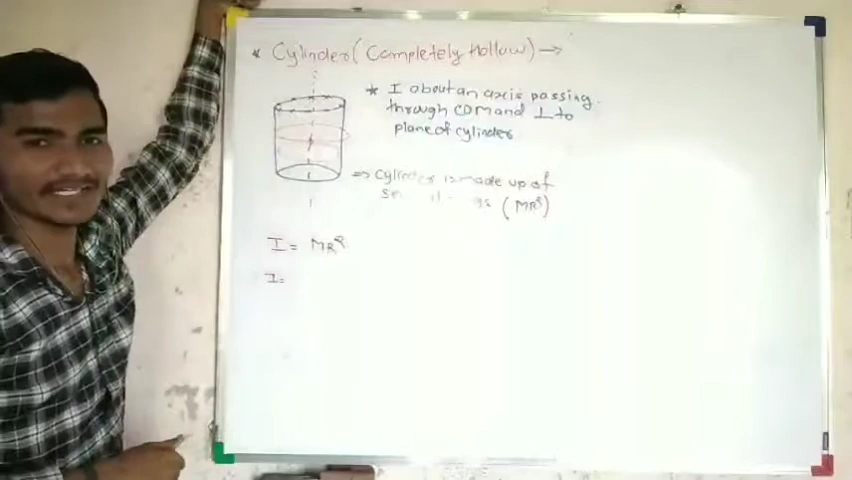 * Cylinder (Completely Hollow) →
* I about an axis passing
through COM and ⊥ to
plane of cylinder
⇒ Cylinder is made up of
(MR²)
I = MR²
I =